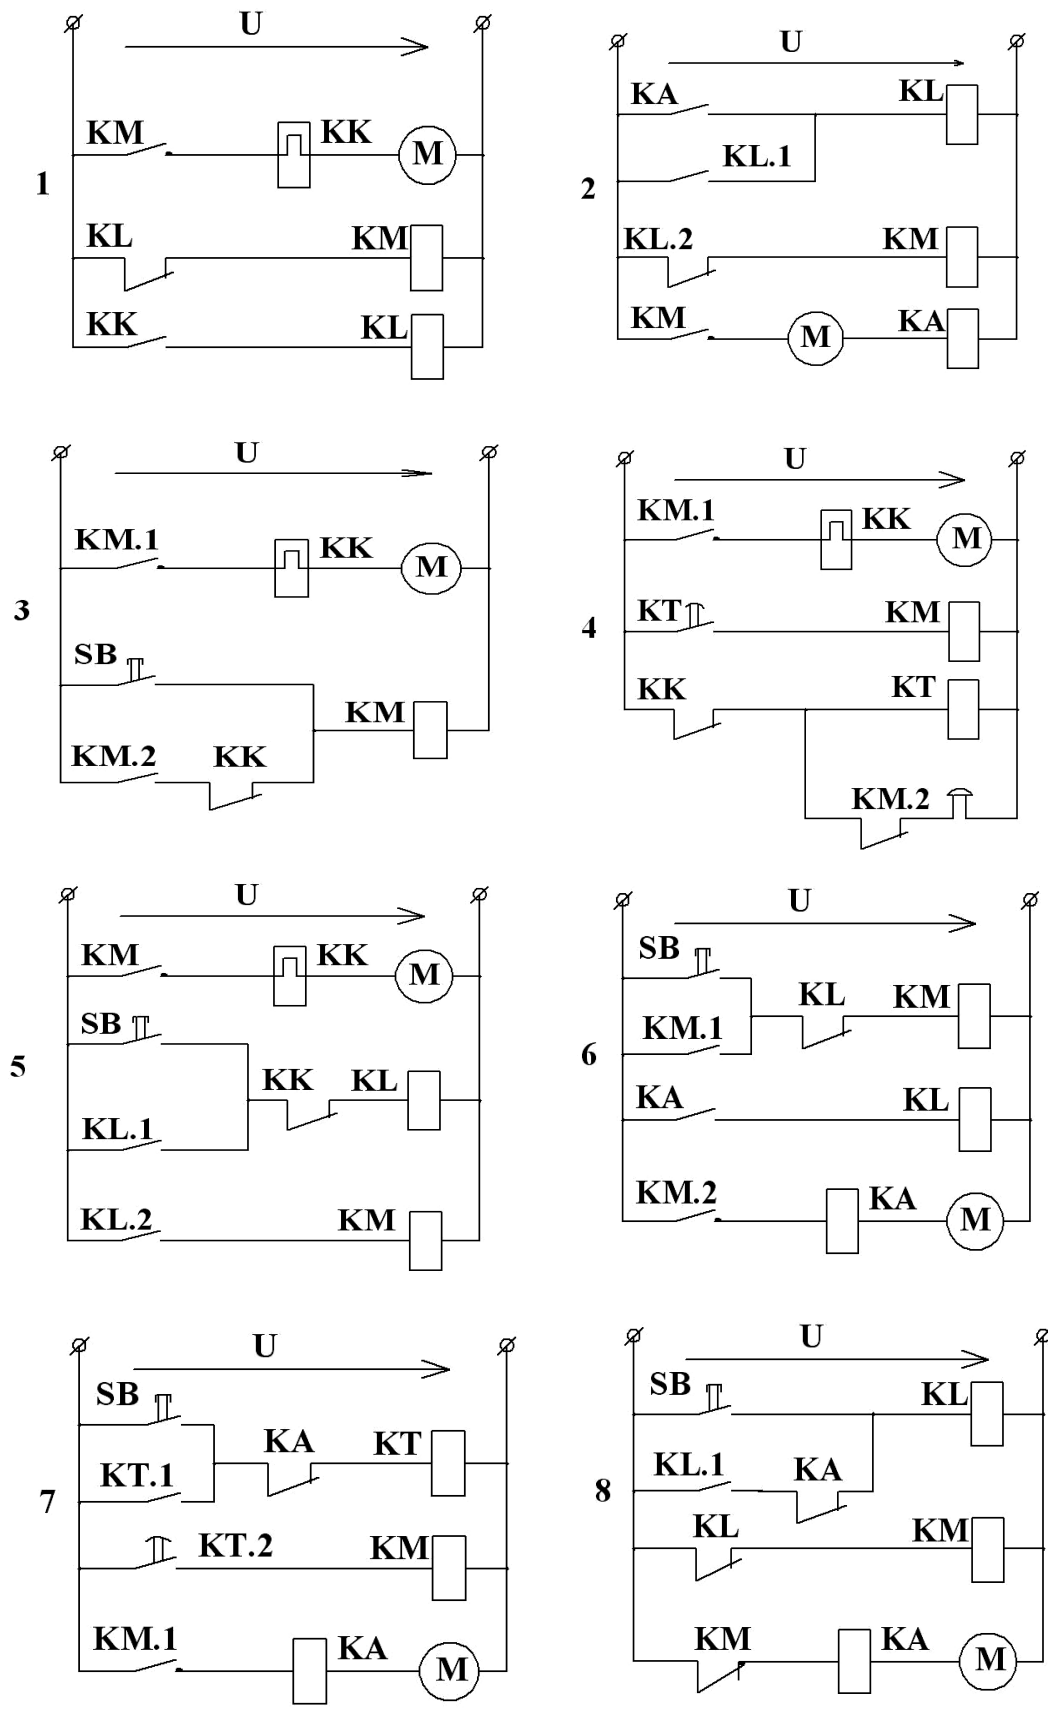 U
KM KK M
1
KL KM
KK KL
U
KA KL
KL.1
2
KL.2 KM
KM M KA
U
KM.1 KK M
3
SB
KM
KM.2 KK
U
KM.1 KK M
4
KT KM
KK KT
KM.2
U
KM KK M
SB
5
KK KL
KL.1
KL.2 KM
U
SB
KL KM
KM.1
6
KA KL
KM.2 KA M
U
SB
KA KT
KT.1
7
KT.2 KM
KM.1 KA M
U
SB KL
KL.1 KA
8
KL KM
KM KA M